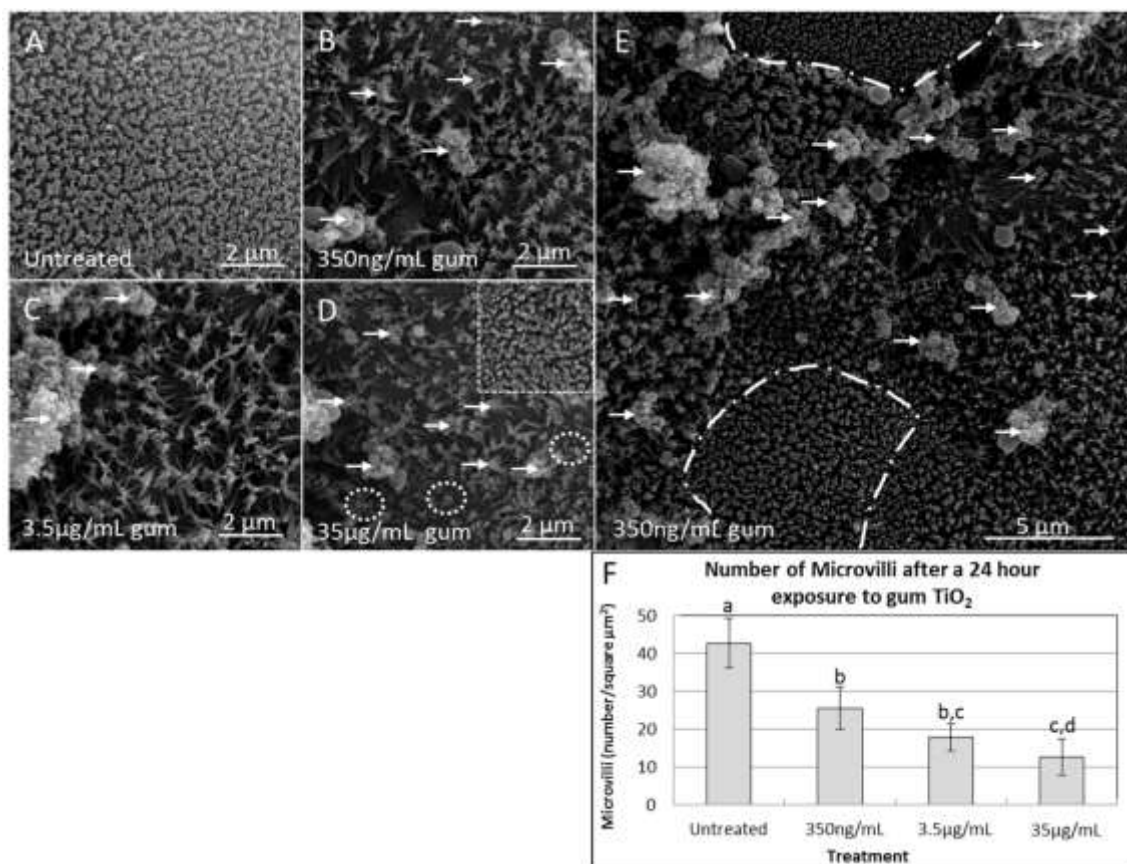 A
Untreated
2 µm
B
350ng/mL gum
2 µm
C
3.5µg/mL gum
2 µm
D
35µg/mL gum
2 µm
E
350ng/mL gum
5 µm
F
Number of Microvilli after a 24 hour
exposure to gum TiO₂
Microvilli (number/square µm²)
50
40
30
20
10
0
a
b
b,c
c,d
Untreated
350ng/mL
3.5µg/mL
35µg/mL
Treatment